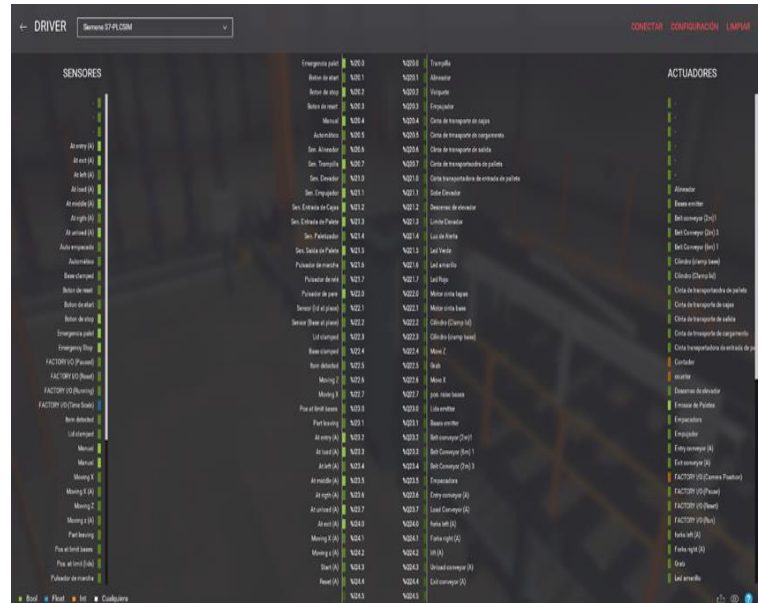 ← DRIVER Siemens S7-PLCSIM
CONECTAR CONFIGURACIÓN LIMPIAR
SENSORES
-
-
-
At entry (A)
At exit (A)
At left (A)
At load (A)
At middle (A)
At rigth (A)
At unload (A)
Auto empacado
Automático
Base clamped
Boton de reset
Boton de start
Boton de stop
Emergencia palet
Emergency Stop
FACTORY I/O (Paused)
FACTORY I/O (Reset)
FACTORY I/O (Running)
FACTORY I/O (Time Scale)
Item detected
Lid clamped
Manual
Manual
Moving X
Moving X (A)
Moving Z
Moving z (A)
Part leaving
Pos at limit bases
Pos. at limit (lids)
Pulsador de marcha
Emergencia palet %I20.0
Boton de start %I20.1
Boton de stop %I20.2
Boton de reset %I20.3
Manual %I20.4
Automático %I20.5
Sen. Alineador %I20.6
Sen. Trampilla %I20.7
Sen. Elevador %I21.0
Sen. Empujador %I21.1
Sen. Entrada de Cajas %I21.2
Sen. Entrada de Palets %I21.3
Sen. Paletizador %I21.4
Sen. Salida de Palets %I21.5
Pulsador de marcha %I21.6
Pulsador de relé %I21.7
Pulsador de paro %I22.0
Sensor (lid at place) %I22.1
Sensor (Base at place) %I22.2
Lid clamped %I22.3
Base clamped %I22.4
Item detected %I22.5
Moving Z %I22.6
Moving X %I22.7
Pos at limit bases %I23.0
Part leaving %I23.1
At entry (A) %I23.2
At load (A) %I23.3
At left (A) %I23.4
At middle (A) %I23.5
At rigth (A) %I23.6
At unload (A) %I23.7
At exit (A) %I24.0
Moving X (A) %I24.1
Moving z (A) %I24.2
Start (A) %I24.3
Reset (A) %I24.4
%I24.5
%Q20.0 Trampilla
%Q20.1 Alineador
%Q20.2 Volquete
%Q20.3 Empujador
%Q20.4 Cinta de transporte de cajas
%Q20.5 Cinta de trnasporte de cargamento
%Q20.6 Cinta de transporte de salida
%Q20.7 Cinta de transportaodra de pallets
%Q21.0 Cinta transportadora de entrada de pallets
%Q21.1 Sube Elevador
%Q21.2 Descenso de elevador
%Q21.3 Limite Elevador
%Q21.4 Luz de Alerta
%Q21.5 Led Verde
%Q21.6 Led amarillo
%Q21.7 Led Rojo
%Q22.0 Motor cinta tapas
%Q22.1 Motor cinta base
%Q22.2 Cilindro (Clamp lid)
%Q22.3 Cilindro (clamp base)
%Q22.4 Move Z
%Q22.5 Grab
%Q22.6 Move X
%Q22.7 pos. raise bases
%Q23.0 Lids emitter
%Q23.1 Bases emitter
%Q23.2 Belt conveyor (2m)1
%Q23.3 Belt Conveyor (6m) 1
%Q23.4 Belt Conveyor (2m) 3
%Q23.5 Empacadora
%Q23.6 Entry conveyor (A)
%Q23.7 Load Conveyor (A)
%Q24.0 forks left (A)
%Q24.1 Forks right (A)
%Q24.2 lift (A)
%Q24.3 Unload conveyor (A)
%Q24.4 Exit conveyor (A)
%Q24.5
ACTUADORES
-
-
-
-
-
-
Alineador
Bases emitter
Belt conveyor (2m)1
Belt Conveyor (2m) 3
Belt Conveyor (6m) 1
Cilindro (clamp base)
Cilindro (Clamp lid)
Cinta de transportaodra de pallets
Cinta de transporte de cajas
Cinta de transporte de salida
Cinta de trnasporte de cargamento
Cinta transportadora de entrada de pa
Contador
counter
Descenso de elevador
Emisor de Paletes
Empacadora
Empujador
Entry conveyor (A)
Exit conveyor (A)
FACTORY I/O (Camera Position)
FACTORY I/O (Pause)
FACTORY I/O (Reset)
FACTORY I/O (Run)
forks left (A)
Forks right (A)
Grab
Led amarillo
Bool Float Int Cualquiera